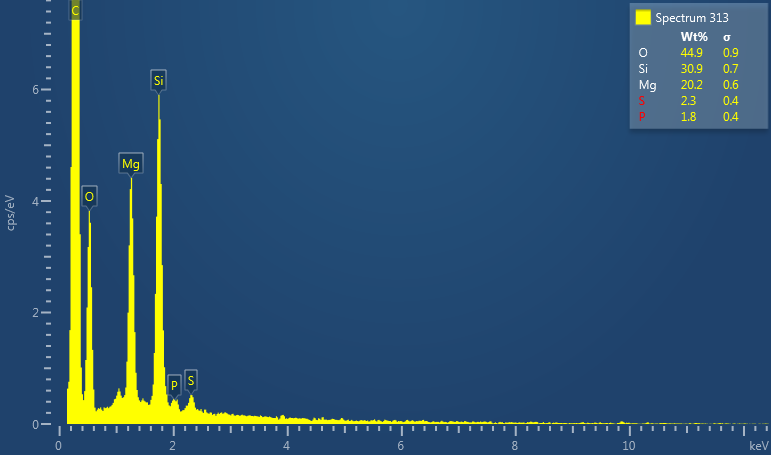 C
Spectrum 313
Wt% σ
O 44.9 0.9
Si 30.9 0.7
Mg 20.2 0.6
S 2.3 0.4
P 1.8 0.4
Si
6
Mg
O
4
cps/eV
2
P S
0
0 2 4 6 8 10 keV